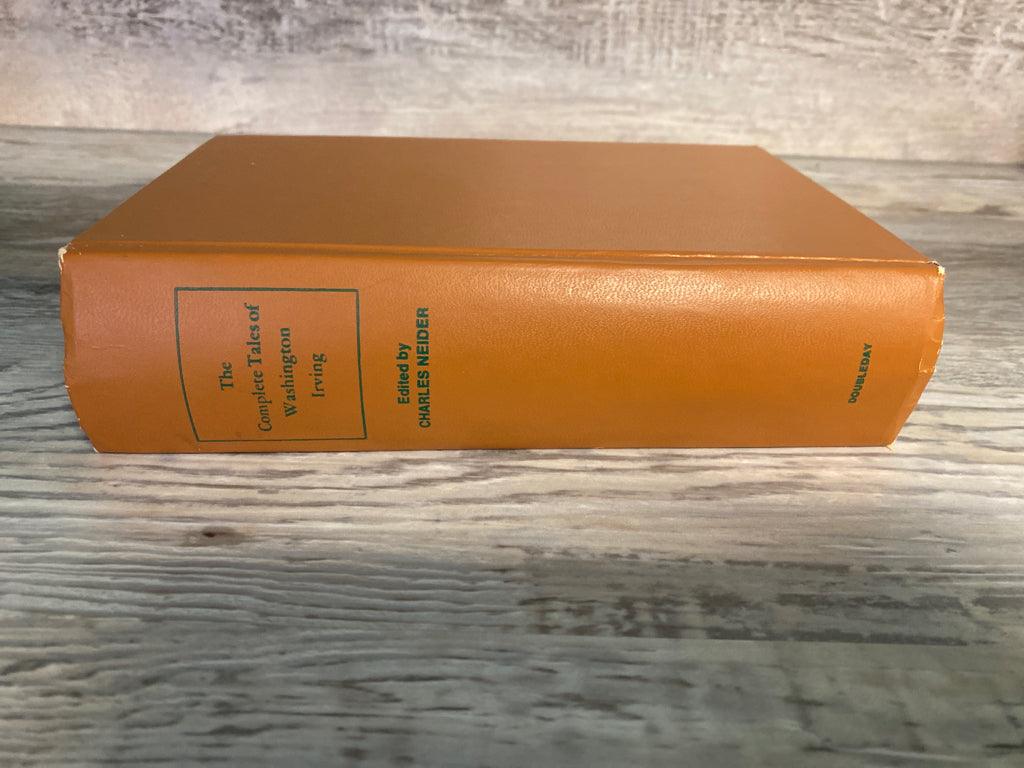 The
Complete Tales of
Washington
Irving
Edited by
CHARLES NEIDER
DOUBLEDAY